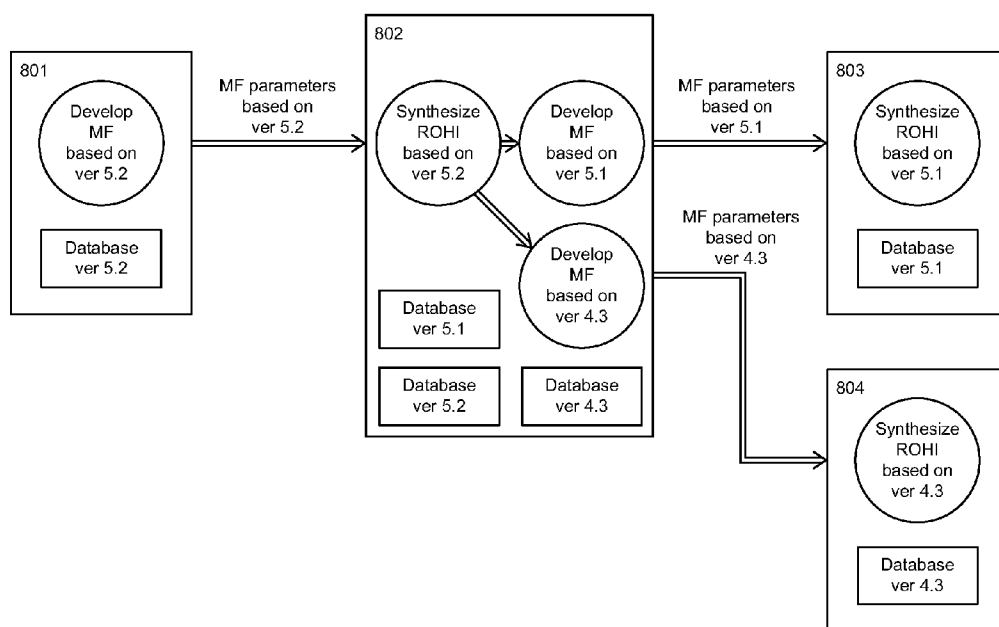 801
Develop
MF
based on
ver 5.2
Database
ver 5.2
MF parameters
based on
ver 5.2
802
Synthesize
ROHI
based on
ver 5.2
Develop
MF
based on
ver 5.1
Develop
MF
based on
ver 4.3
Database
ver 5.1
Database
ver 5.2
Database
ver 4.3
MF parameters
based on
ver 5.1
MF parameters
based on
ver 4.3
803
Synthesize
ROHI
based on
ver 5.1
Database
ver 5.1
804
Synthesize
ROHI
based on
ver 4.3
Database
ver 4.3